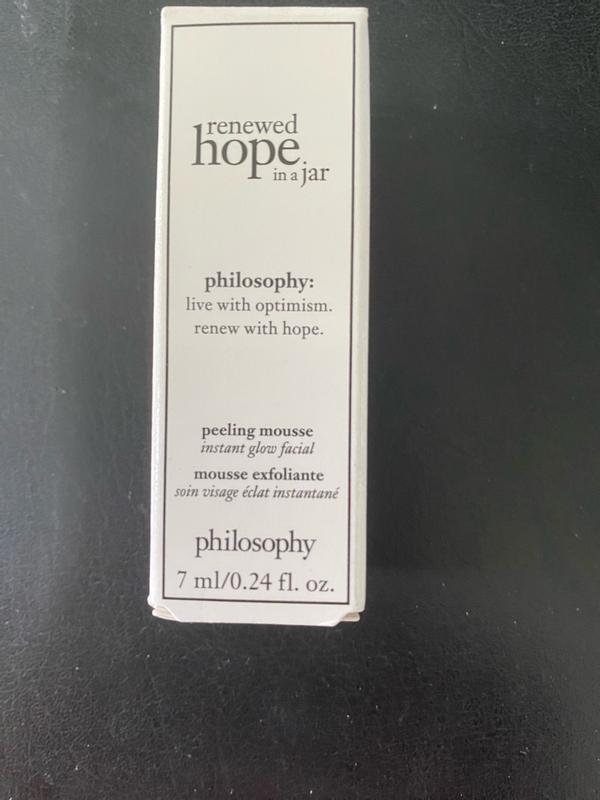 renewed
hope
in a jar
philosophy:
live with optimism.
renew with hope.
peeling mousse
instant glow facial
mousse exfoliante
soin visage éclat instantané
philosophy
7 ml/0.24 fl. oz.